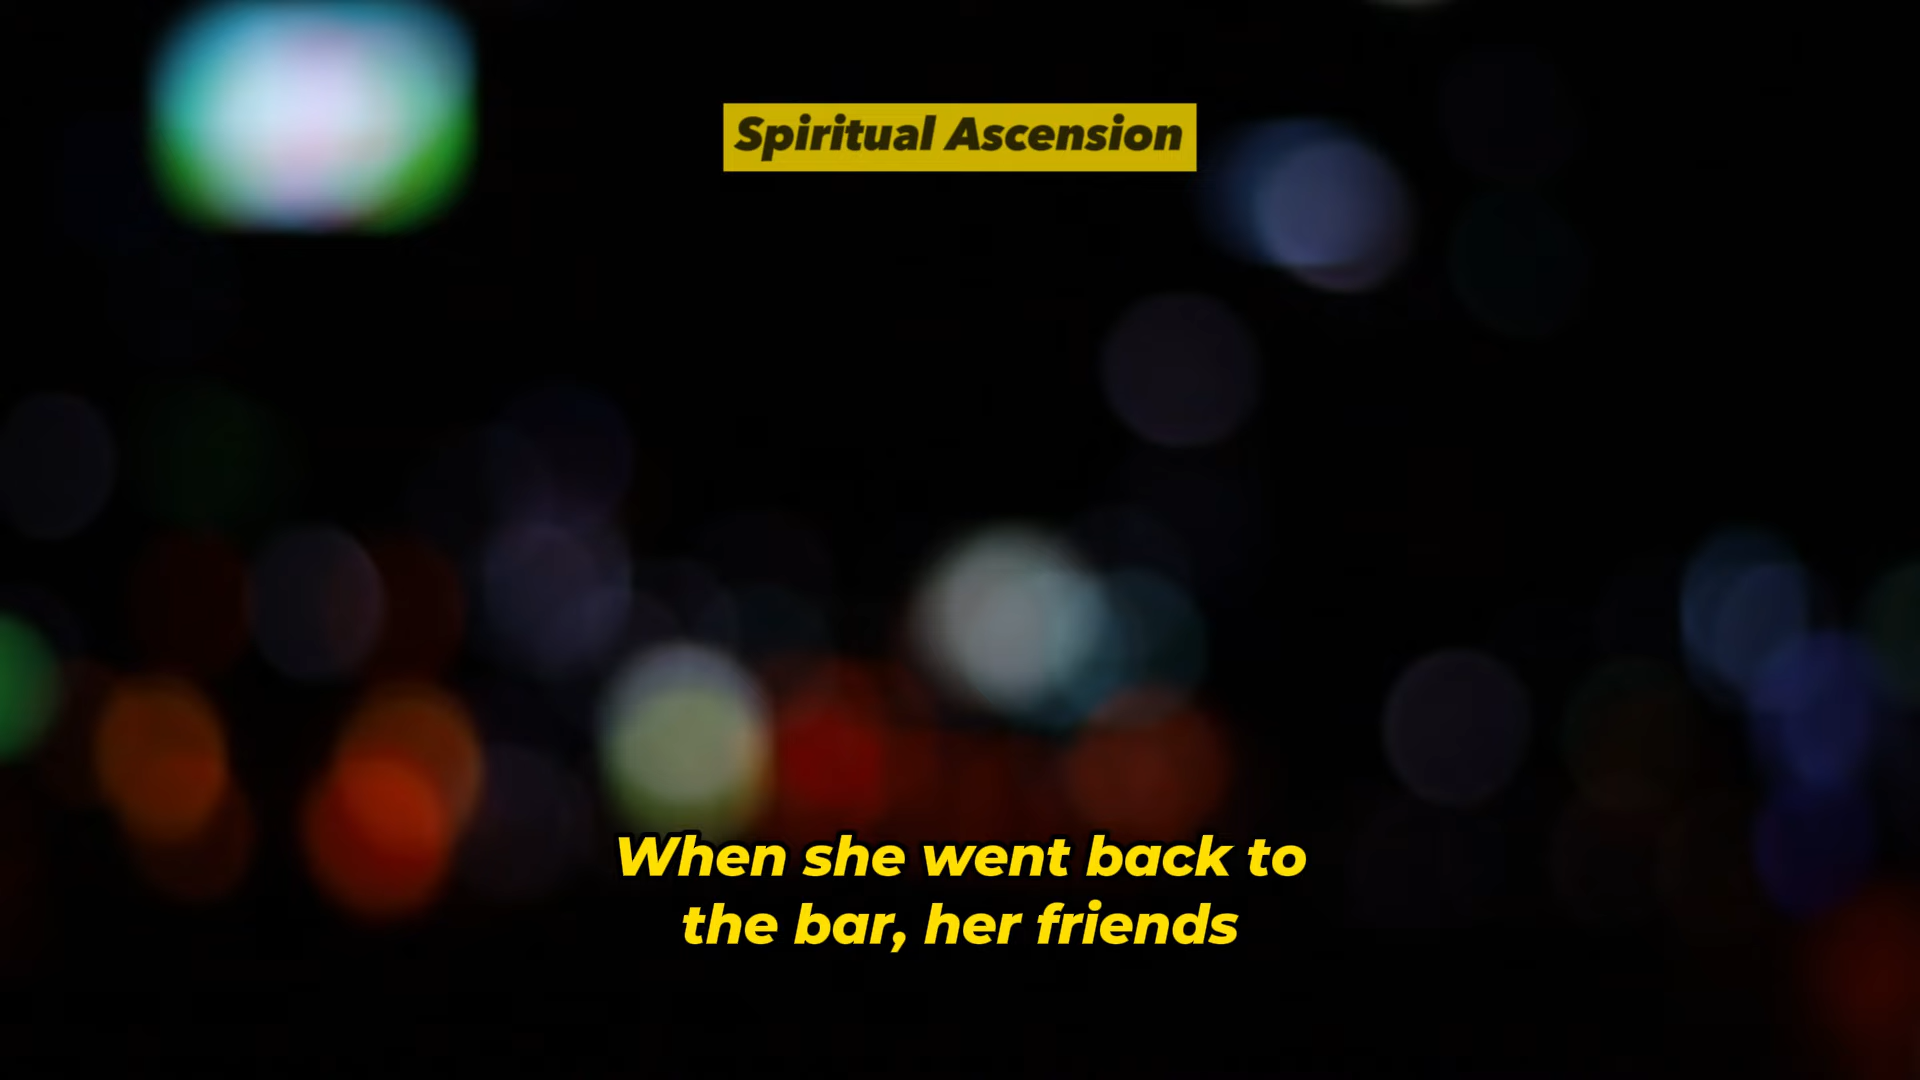 Spiritual Ascension
When she went back to
the bar, her friends